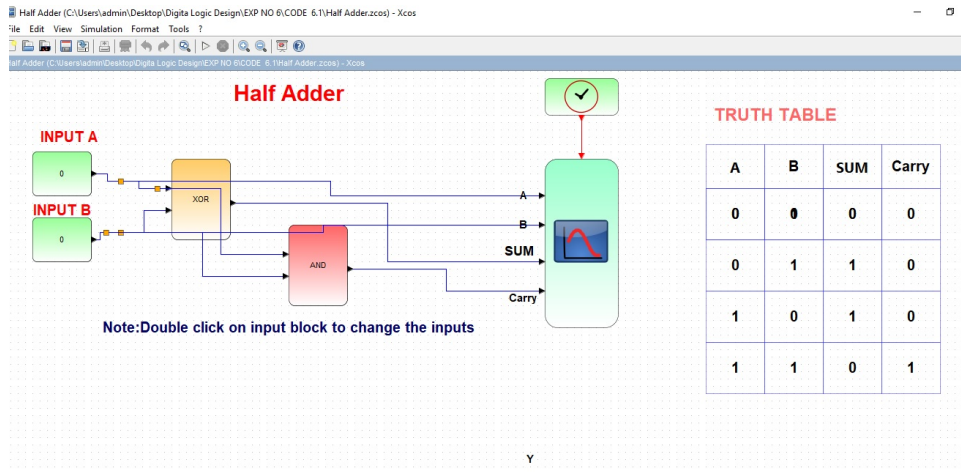 Half Adder (C:\Users\admin\Desktop\Digita Logic Design\EXP NO 6\CODE 6.1\Half Adder.zcos) - Xcos
File Edit View Simulation Format Tools ?
Half Adder (C:\Users\admin\Desktop\Digita Logic Design\EXP NO 6\CODE 6.1\Half Adder.zcos) - Xcos
Half Adder
TRUTH TABLE
INPUT A
0
XOR
INPUT B
0
AND
A
B
SUM
Carry
A B SUM Carry
0 0 0
0 1 1 0
1 0 1 0
1 1 0 1
Note:Double click on input block to change the inputs
Y